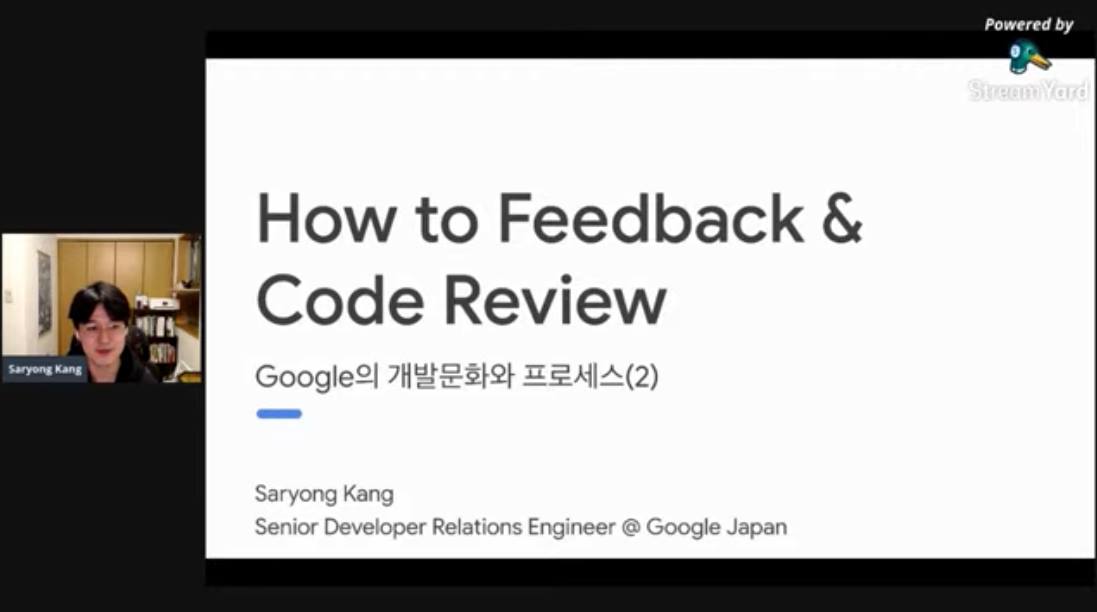 Powered by
StreamYard
How to Feedback &
Code Review
Google의 개발문화와 프로세스(2)
Saryong Kang
Saryong Kang
Senior Developer Relations Engineer @ Google Japan